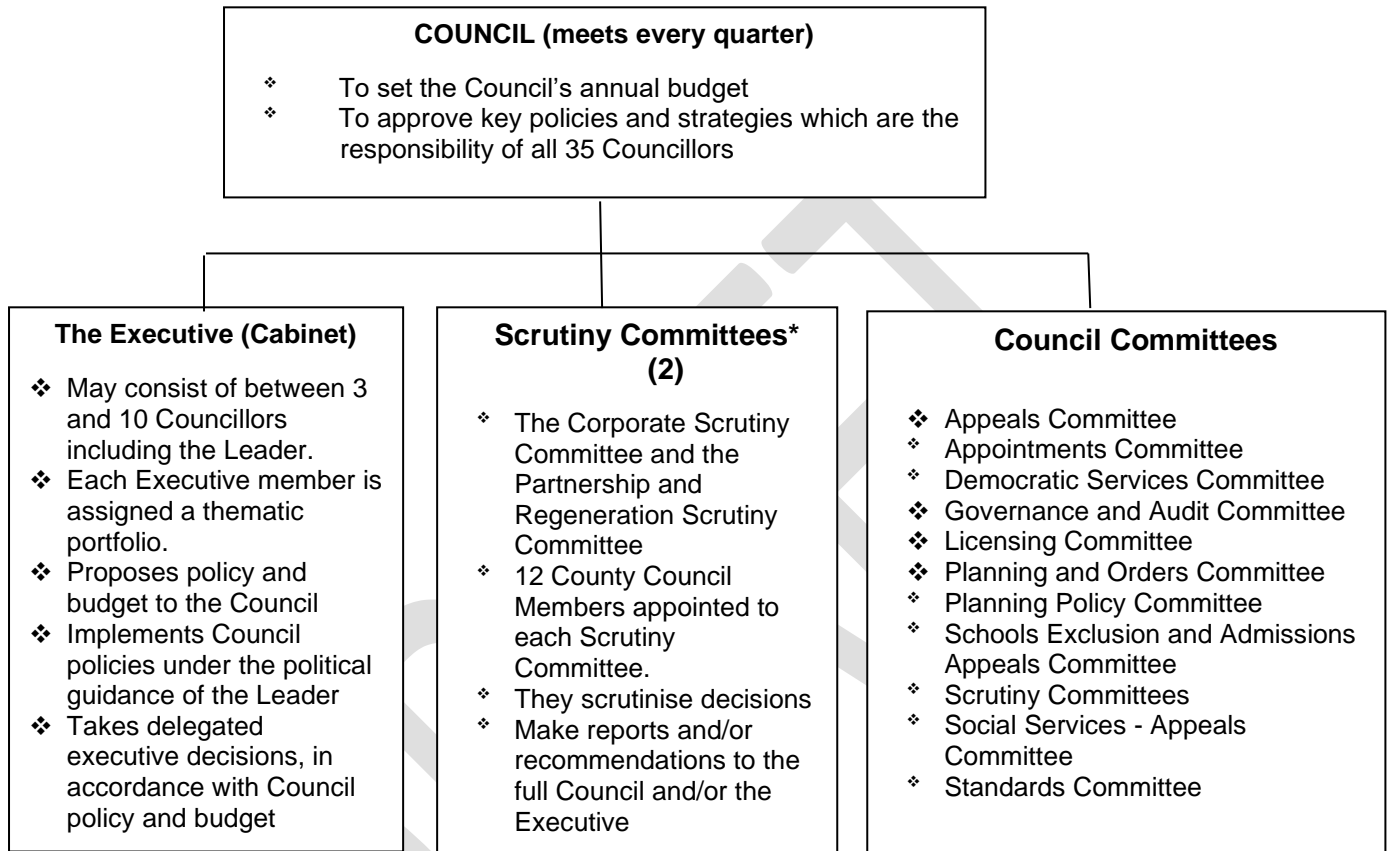 COUNCIL (meets every quarter)
❖ To set the Council's annual budget
❖ To approve key policies and strategies which are the
responsibility of all 35 Councillors
The Executive (Cabinet)
❖ May consist of between 3
and 10 Councillors
including the Leader.
❖ Each Executive member is
assigned a thematic
portfolio.
❖ Proposes policy and
budget to the Council
❖ Implements Council
policies under the political
guidance of the Leader
❖ Takes delegated
executive decisions, in
accordance with Council
policy and budget
Scrutiny Committees*
(2)
❖ The Corporate Scrutiny
Committee and the
Partnership and
Regeneration Scrutiny
Committee
❖ 12 County Council
Members appointed to
each Scrutiny
Committee.
❖ They scrutinise decisions
❖ Make reports and/or
recommendations to the
full Council and/or the
Executive
Council Committees
❖ Appeals Committee
❖ Appointments Committee
❖ Democratic Services Committee
❖ Governance and Audit Committee
❖ Licensing Committee
❖ Planning and Orders Committee
❖ Planning Policy Committee
❖ Schools Exclusion and Admissions
Appeals Committee
❖ Scrutiny Committees
❖ Social Services - Appeals
Committee
❖ Standards Committee